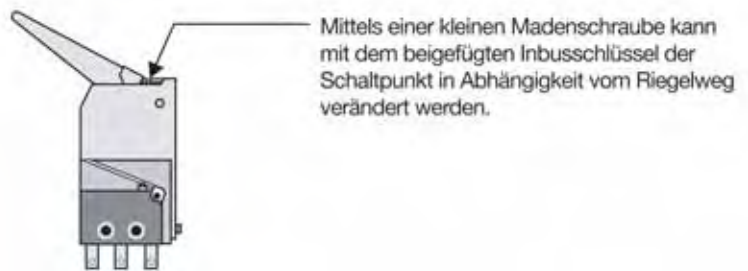 Mittels einer kleinen Madenschraube kann
mit dem beigefügten Inbusschlüssel der
Schaltpunkt in Abhängigkeit vom Riegelweg
verändert werden.